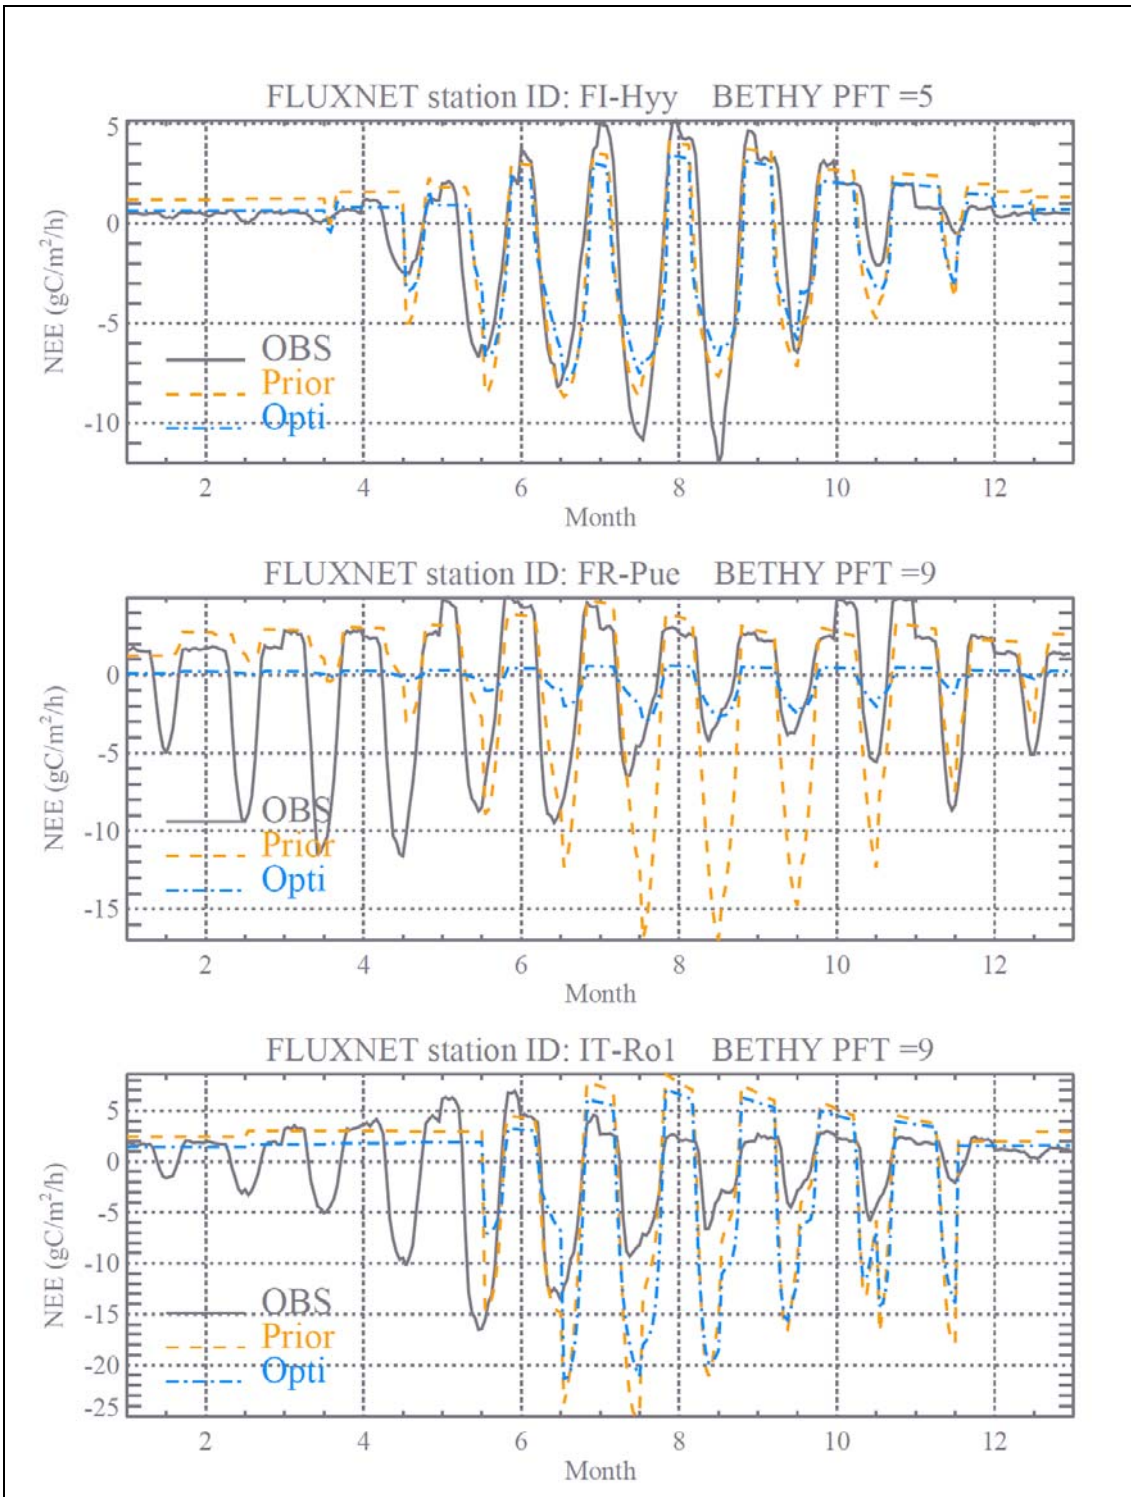 FLUXNET station ID: FI-Hyy BETHY PFT =5
5
0
-5
-10
NEE (gC/m²/h)
OBS
Prior
Opti
2 4 6 8 10 12
Month
FLUXNET station ID: FR-Pue BETHY PFT =9
0
-5
-10
-15
NEE (gC/m²/h)
OBS
Prior
Opti
2 4 6 8 10 12
Month
FLUXNET station ID: IT-Ro1 BETHY PFT =9
5
0
-5
-10
-15
-20
-25
NEE (gC/m²/h)
OBS
Prior
Opti
2 4 6 8 10 12
Month